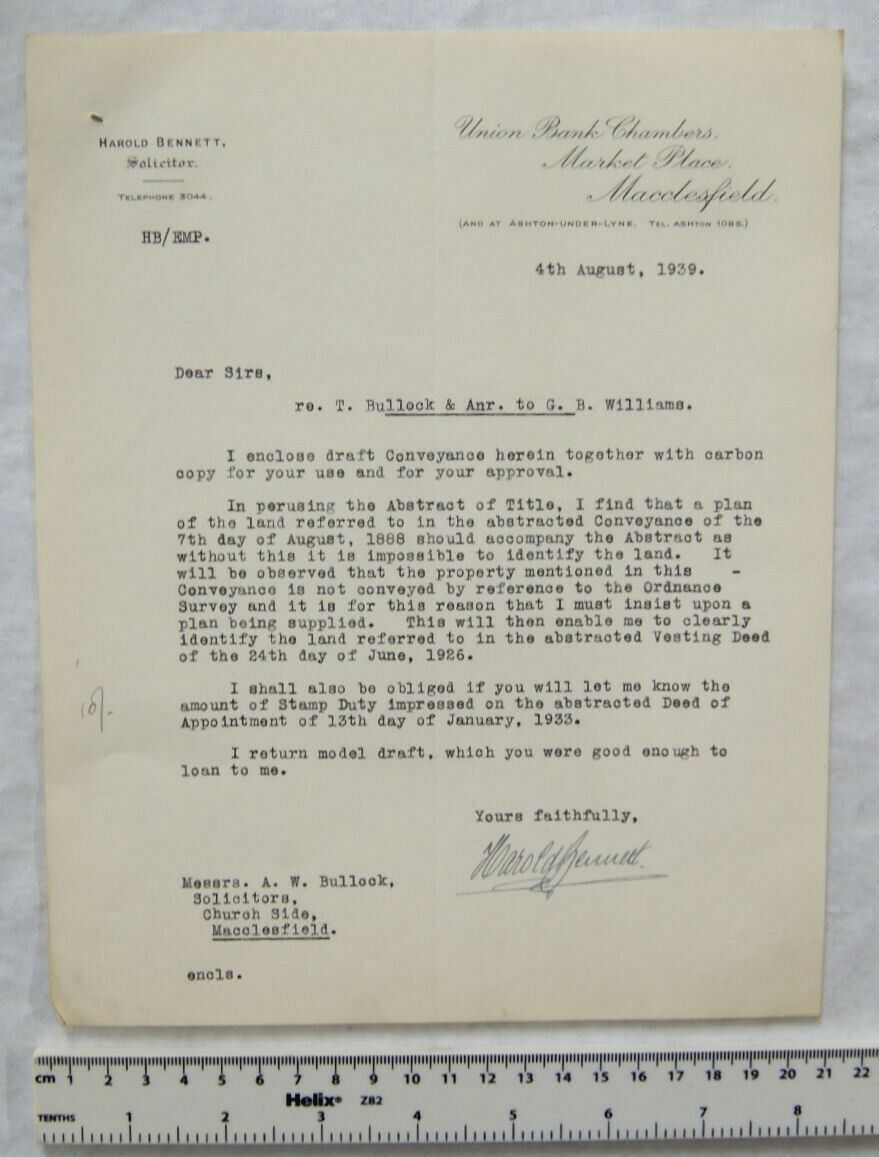 HAROLD BENNETT,
Solicitor.
TELEPHONE 3044.
HB/EMP.
Union Bank Chambers,
Market Place,
Macclesfield.
(AND AT ASHTON-UNDER-LYNE. TEL. ASHTON 1085.)
4th August, 1939.
Dear Sirs,
re. T. Bullock & Anr. to G. B. Williams.
I enclose draft Conveyance herein together with carbon
copy for your use and for your approval.
In perusing the Abstract of Title, I find that a plan
of the land referred to in the abstracted Conveyance of the
7th day of August, 1888 should accompany the Abstract as
without this it is impossible to identify the land. It
will be observed that the property mentioned in this -
Conveyance is not conveyed by reference to the Ordnance
Survey and it is for this reason that I must insist upon a
plan being supplied. This will then enable me to clearly
identify the land referred to in the abstracted Vesting Deed
of the 24th day of June, 1926.
I shall also be obliged if you will let me know the
amount of Stamp Duty impressed on the abstracted Deed of
Appointment of 13th day of January, 1933.
10/-
I return model draft, which you were good enough to
loan to me.
Yours faithfully,
Harold Bennett.
Messrs. A. W. Bullock,
Solicitors,
Church Side,
Macclesfield.
encls.
cm 1 2 3 4 5 6 7 8 9 10 11 12 13 14 15 16 17 18 19 20 21 22
Helix® Z82
TENTHS 1 2 3 4 5 6 7 8